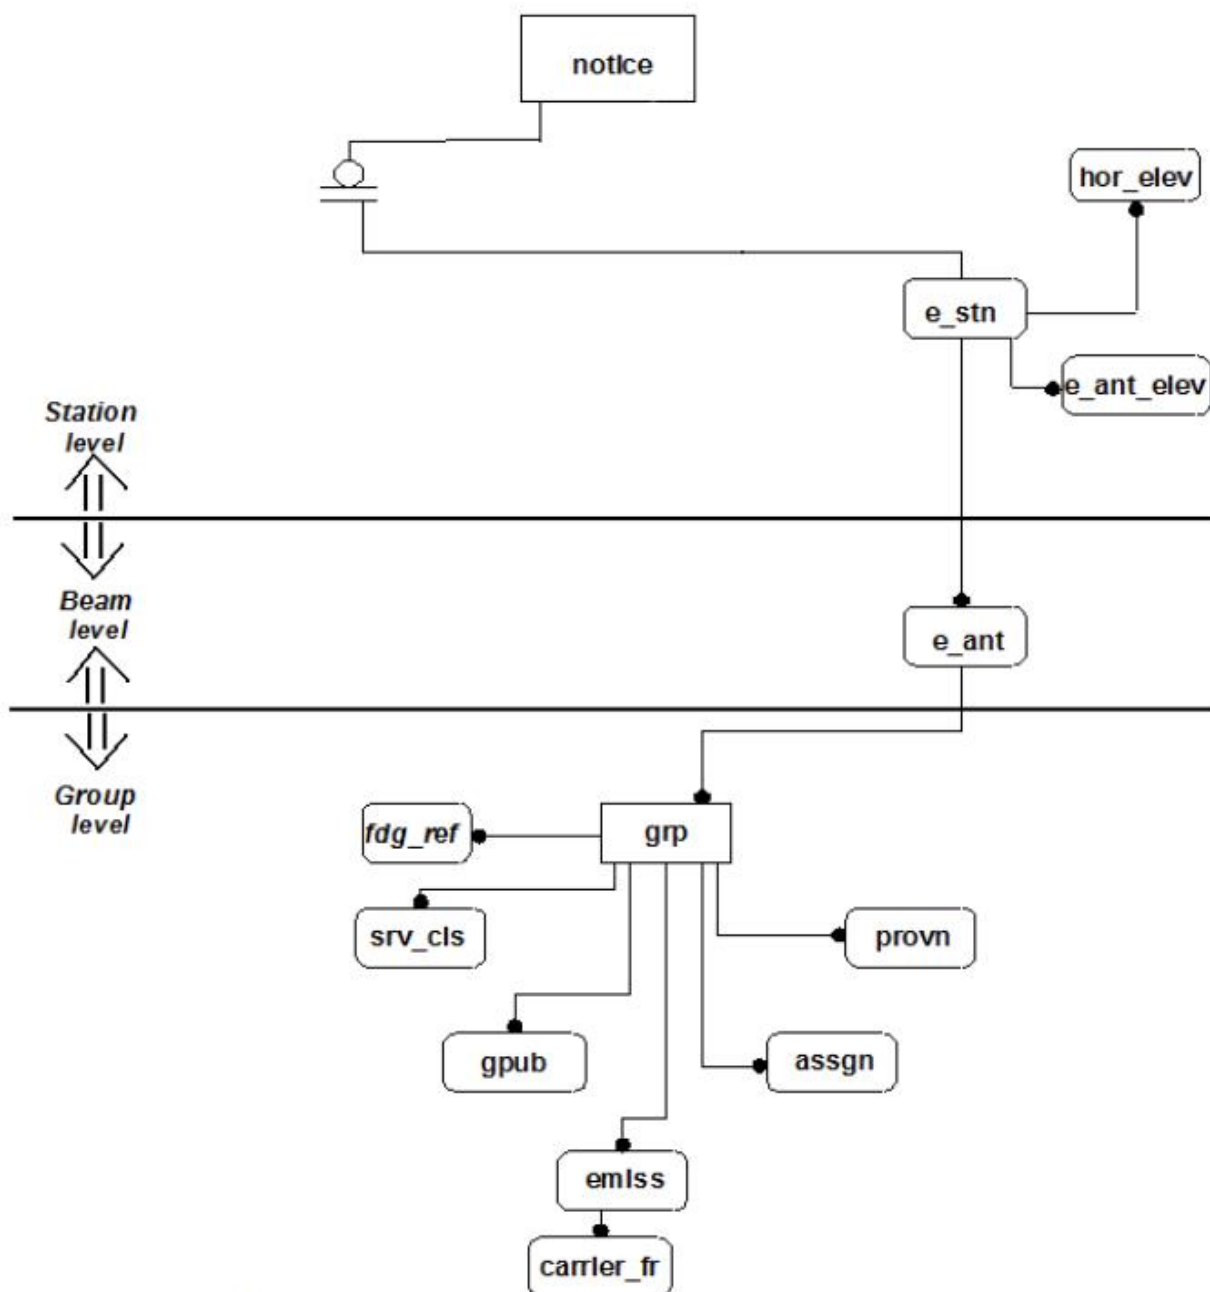 notice
hor_elev
e_stn
e_ant_elev
Station
level
Beam
level
e_ant
Group
level
fdg_ref
grp
srv_cls
provn
gpub
assgn
emiss
carrier_fr